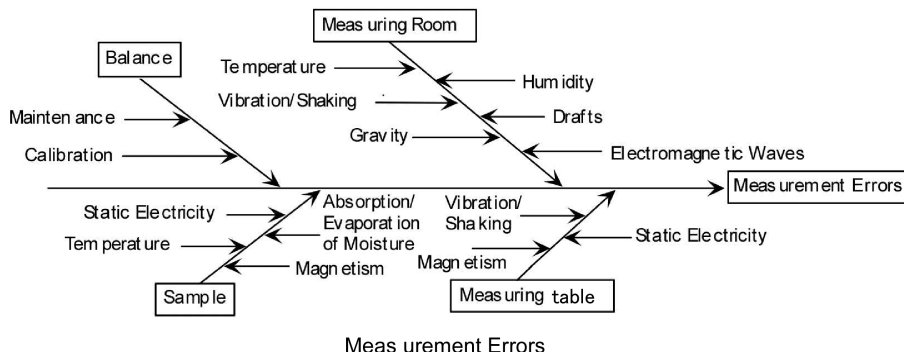 Measuring Room
Balance
Temperature
Humidity
Vibration/Shaking
Maintenance
Drafts
Gravity
Calibration
Electromagnetic Waves
Measurement Errors
Absorption/
Evaporation
of Moisture
Vibration/
Shaking
Static Electricity
Static Electricity
Temperature
Magnetism
Magnetism
Sample
Measuring table
Measurement Errors